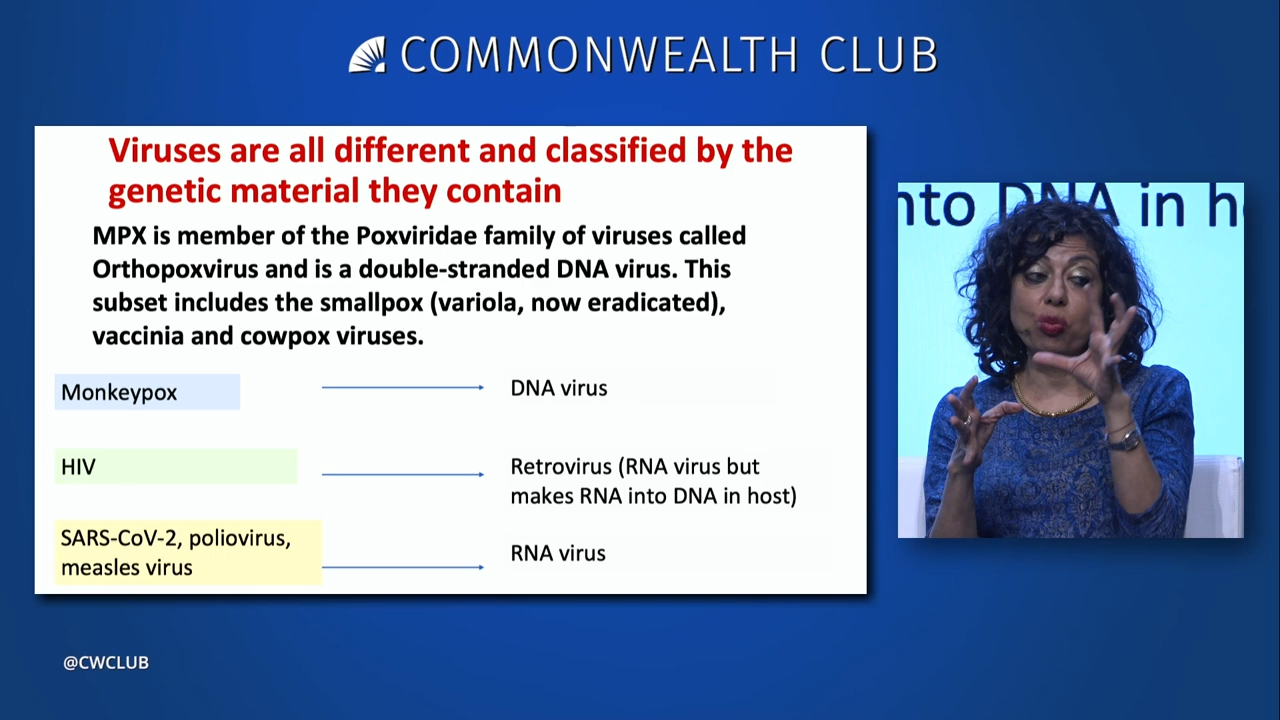 COMMONWEALTH CLUB
Viruses are all different and classified by the
genetic material they contain
MPX is member of the Poxviridae family of viruses called
Orthopoxvirus and is a double-stranded DNA virus. This
subset includes the smallpox (variola, now eradicated),
vaccinia and cowpox viruses.
Monkeypox
DNA virus
HIV
Retrovirus (RNA virus but
makes RNA into DNA in host)
SARS-CoV-2, poliovirus,
measles virus
RNA virus
nto DNA in h
@CWCLUB